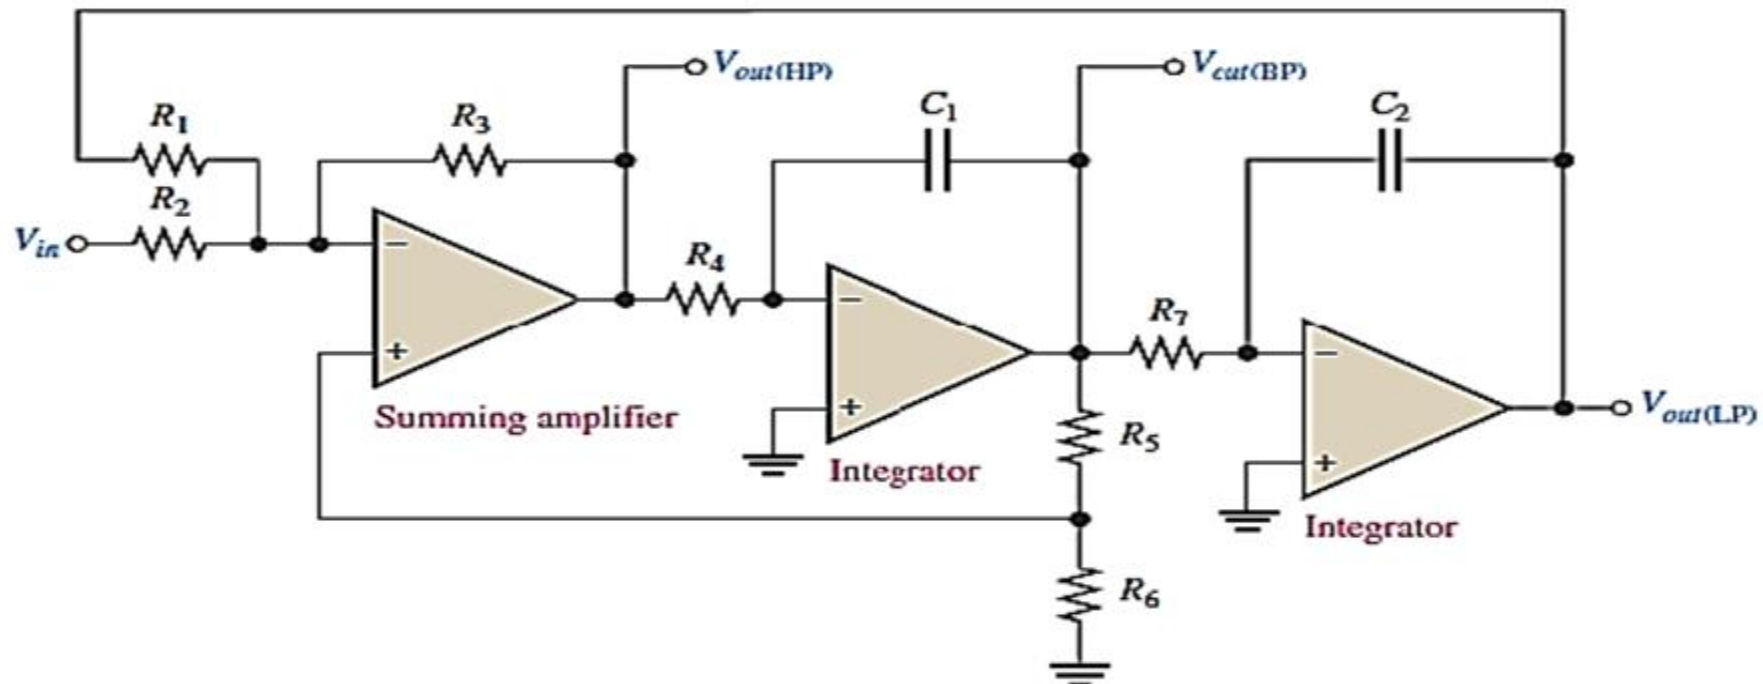 Vout(HP)
Vcut(BP)
R1
R3
C1
C2
R2
Vin
−
R4
−
R7
+
−
Summing amplifier
+
R5
Vout(LP)
Integrator
+
Integrator
R6